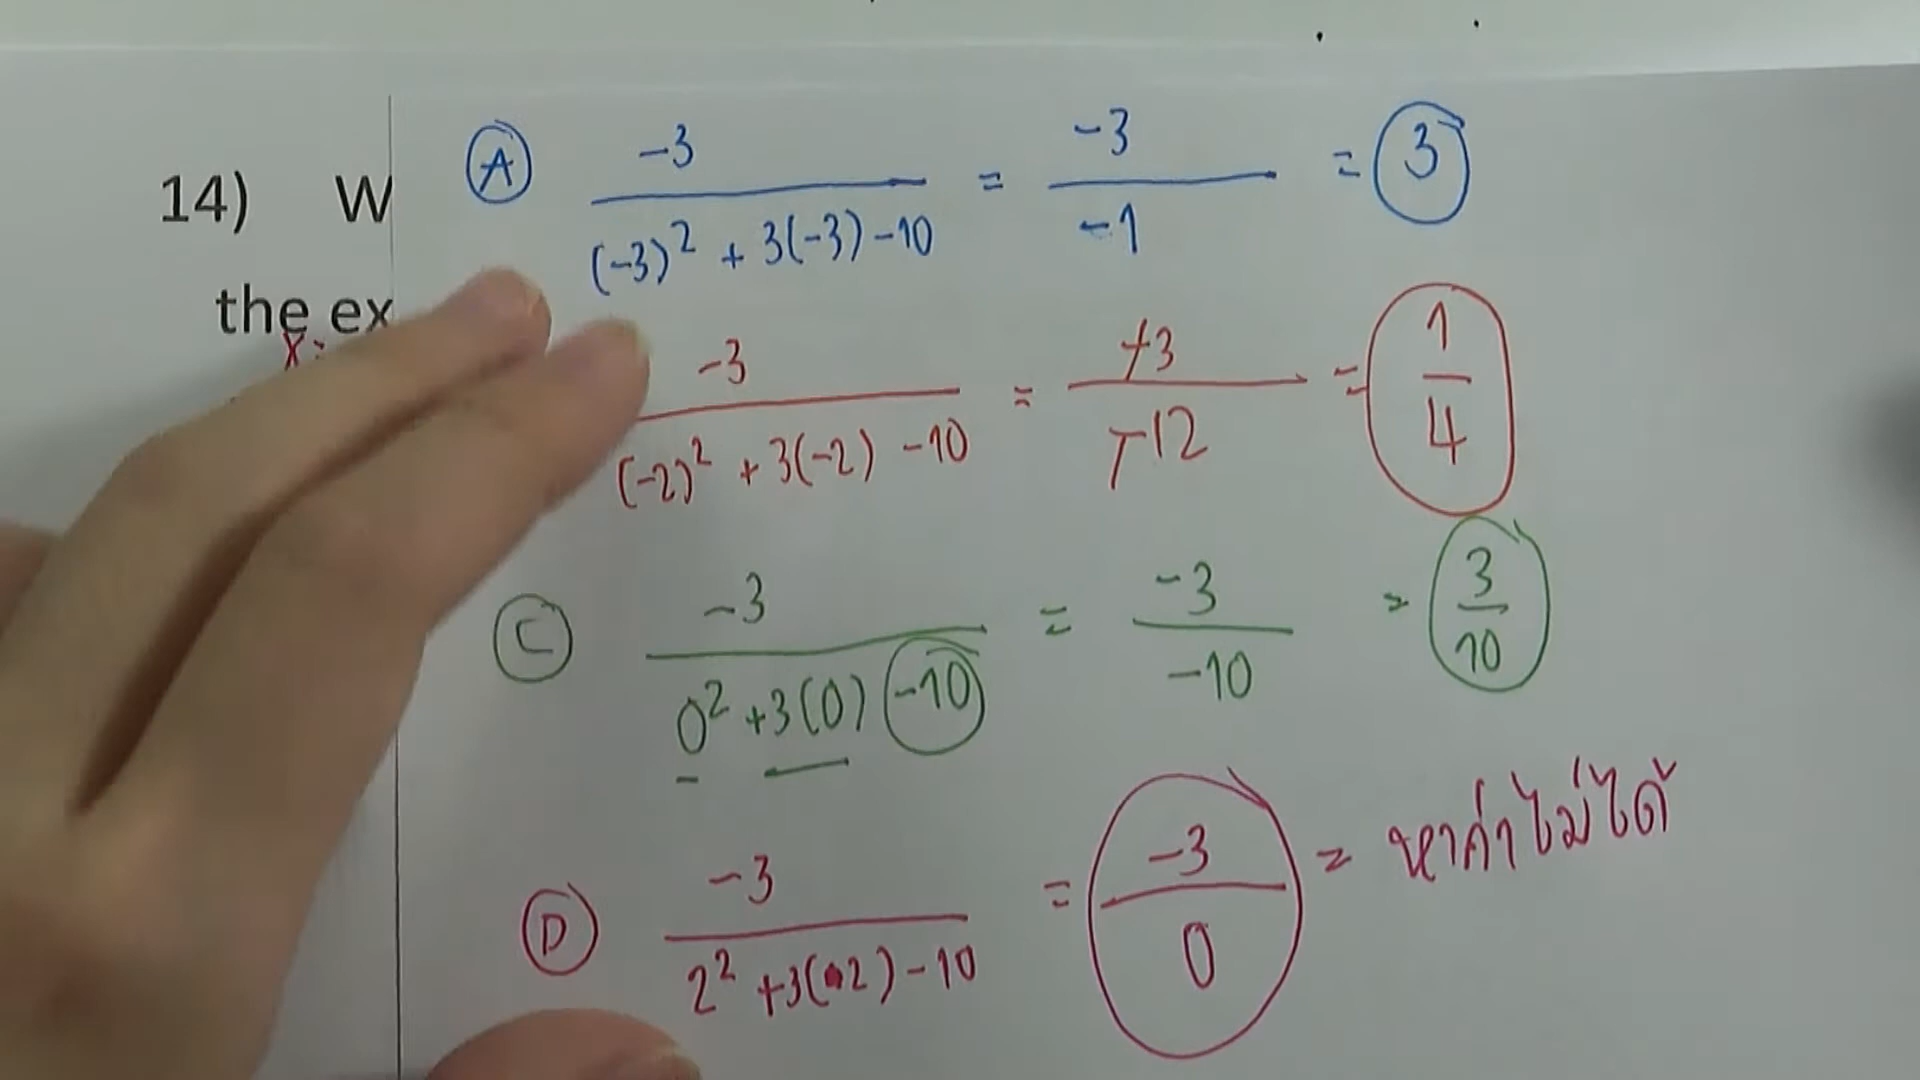 14) W
the ex
x=
Ⓐ -3 / ((-3)² + 3(-3) -10) = -3 / -1 = 3
-3 / ((-2)² + 3(-2) -10) = -3 / -12 = 1/4
Ⓒ -3 / (0² +3(0) -10) = -3 / -10 = 3/10
Ⓓ -3 / (2² +3(2) -10) = -3 / 0 = หาค่าไม่ได้